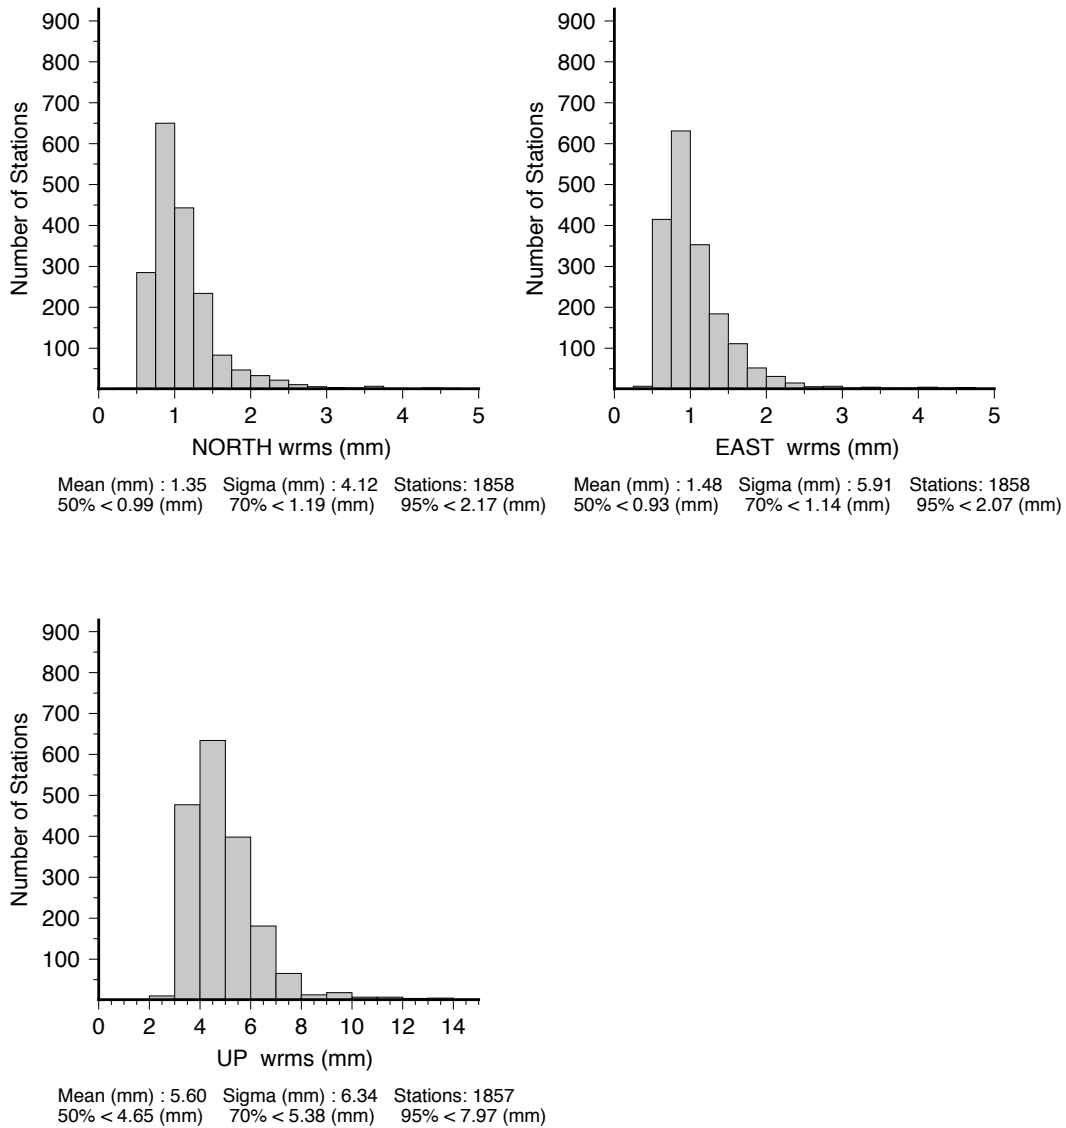 900
800
700
600
500
400
300
200
100
Number of Stations
0 1 2 3 4 5
NORTH wrms (mm)
Mean (mm) : 1.35 Sigma (mm) : 4.12 Stations: 1858
50% < 0.99 (mm) 70% < 1.19 (mm) 95% < 2.17 (mm)
900
800
700
600
500
400
300
200
100
Number of Stations
0 1 2 3 4 5
EAST wrms (mm)
Mean (mm) : 1.48 Sigma (mm) : 5.91 Stations: 1858
50% < 0.93 (mm) 70% < 1.14 (mm) 95% < 2.07 (mm)
900
800
700
600
500
400
300
200
100
Number of Stations
0 2 4 6 8 10 12 14
UP wrms (mm)
Mean (mm) : 5.60 Sigma (mm) : 6.34 Stations: 1857
50% < 4.65 (mm) 70% < 5.38 (mm) 95% < 7.97 (mm)